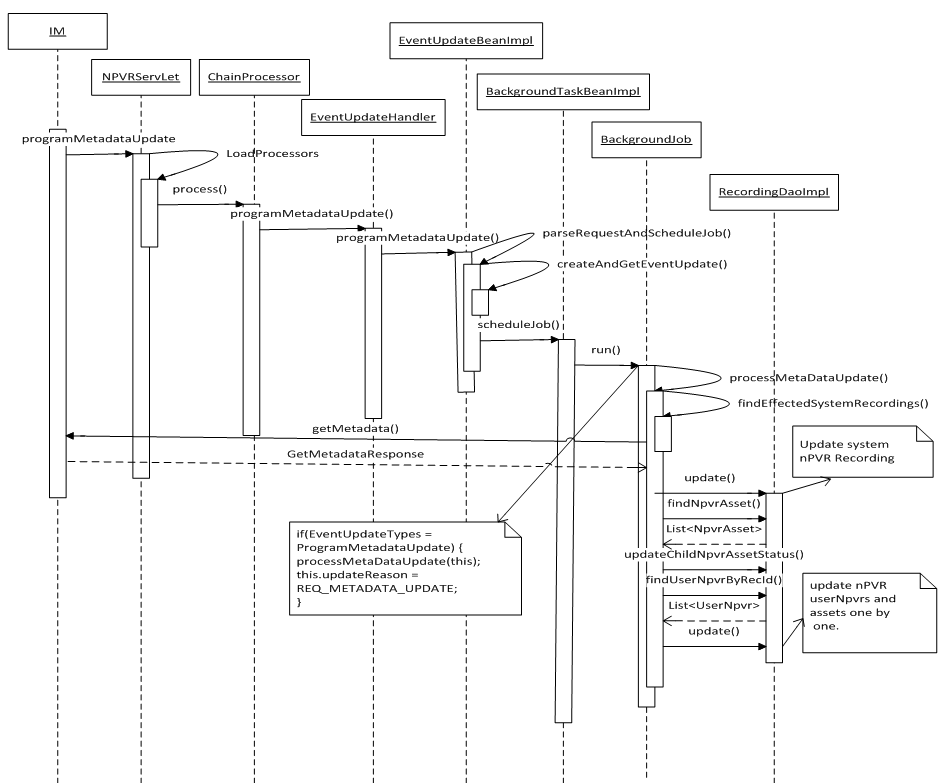 IM
EventUpdateBeanImpl
NPVRServLet
ChainProcessor
BackgroundTaskBeanImpl
EventUpdateHandler
BackgroundJob
RecordingDaoImpl
programMetadataUpdate
LoadProcessors
process()
programMetadataUpdate()
programMetadataUpdate()
parseRequestAndScheduleJob()
createAndGetEventUpdate()
scheduleJob()
run()
processMetaDataUpdate()
findEffectedSystemRecordings()
getMetadata()
GetMetadataResponse
Update system
nPVR Recording
update()
findNpvrAsset()
List<NpvrAsset>
updateChildNpvrAssetStatus()
findUserNpvrByRecId()
List<UserNpvr>
update()
if(EventUpdateTypes =
ProgramMetadataUpdate) {
processMetaDataUpdate(this);
this.updateReason =
REQ_METADATA_UPDATE;
}
update nPVR
userNpvrs and
assets one by
one.